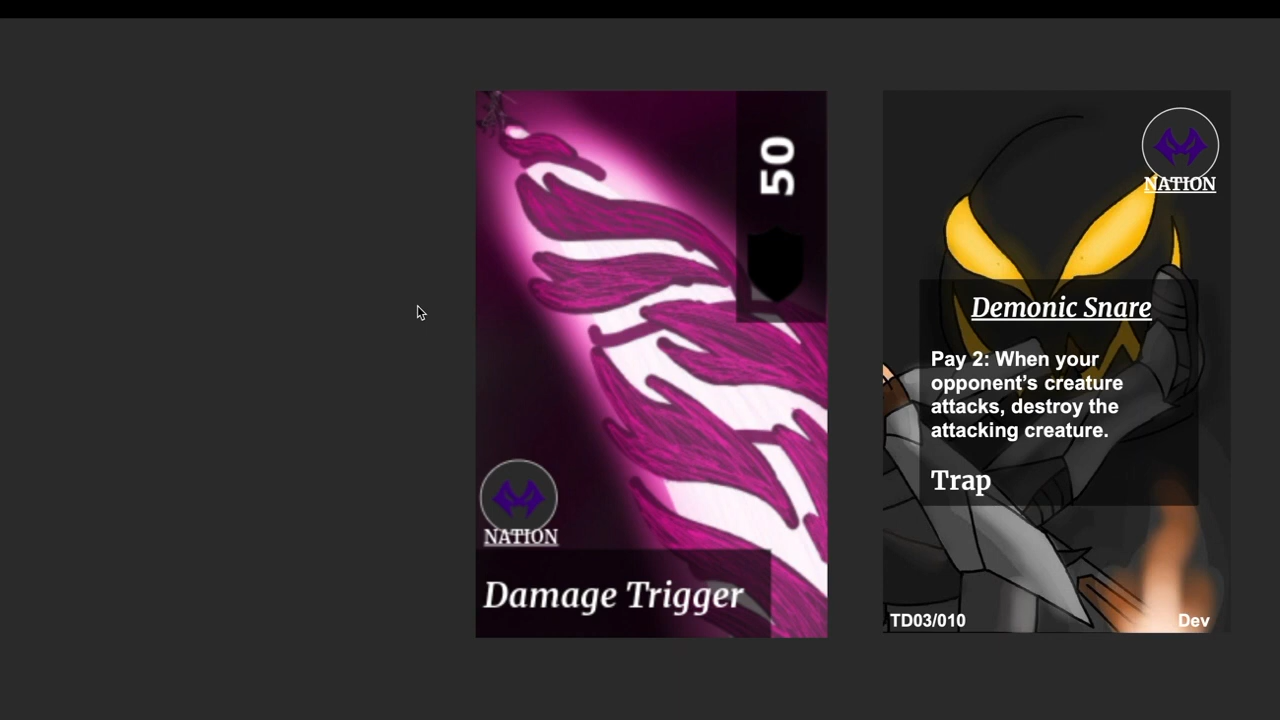 50
NATION
Damage Trigger
NATION
Demonic Snare
Pay 2: When your
opponent’s creature
attacks, destroy the
attacking creature.
Trap
TD03/010 Dev